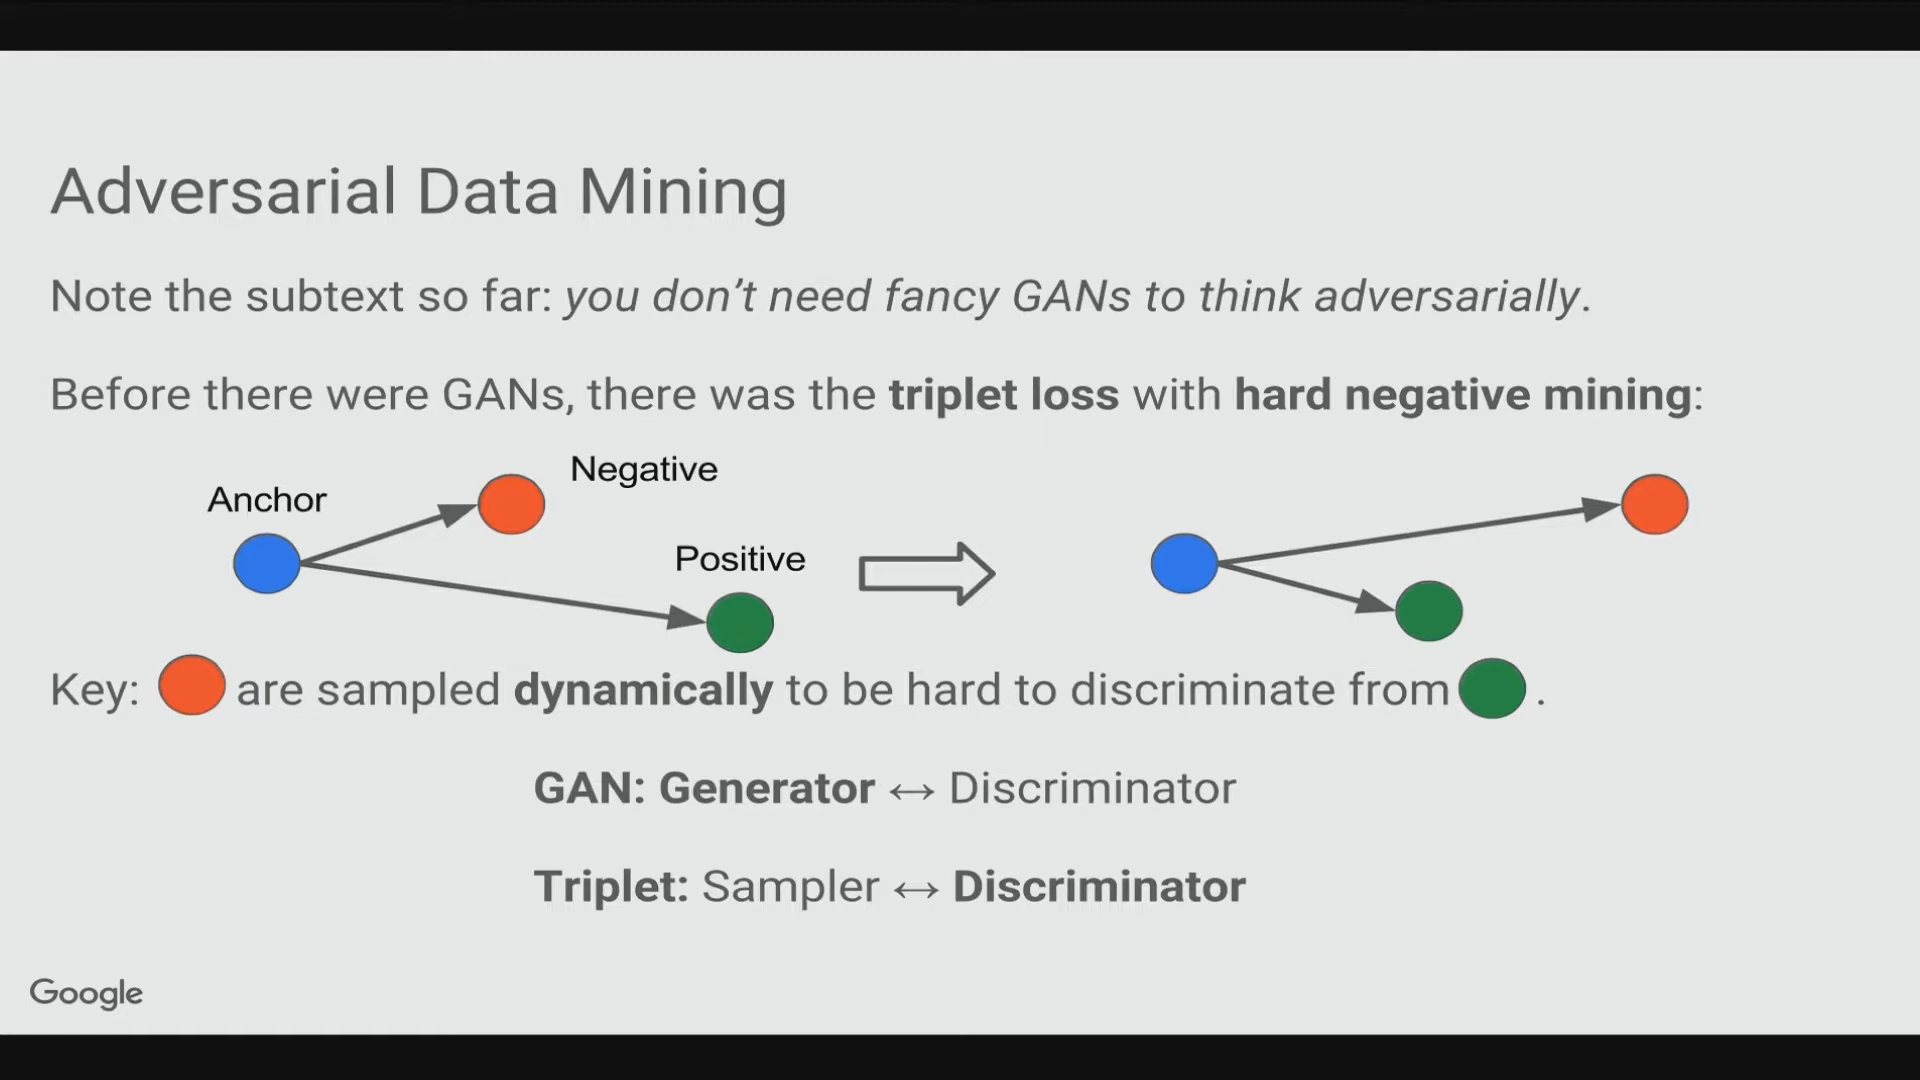 Adversarial Data Mining
Note the subtext so far: you don’t need fancy GANs to think adversarially.
Before there were GANs, there was the triplet loss with hard negative mining:
Negative
Anchor
Positive
Key: are sampled dynamically to be hard to discriminate from .
GAN: Generator ↔ Discriminator
Triplet: Sampler ↔ Discriminator
Google